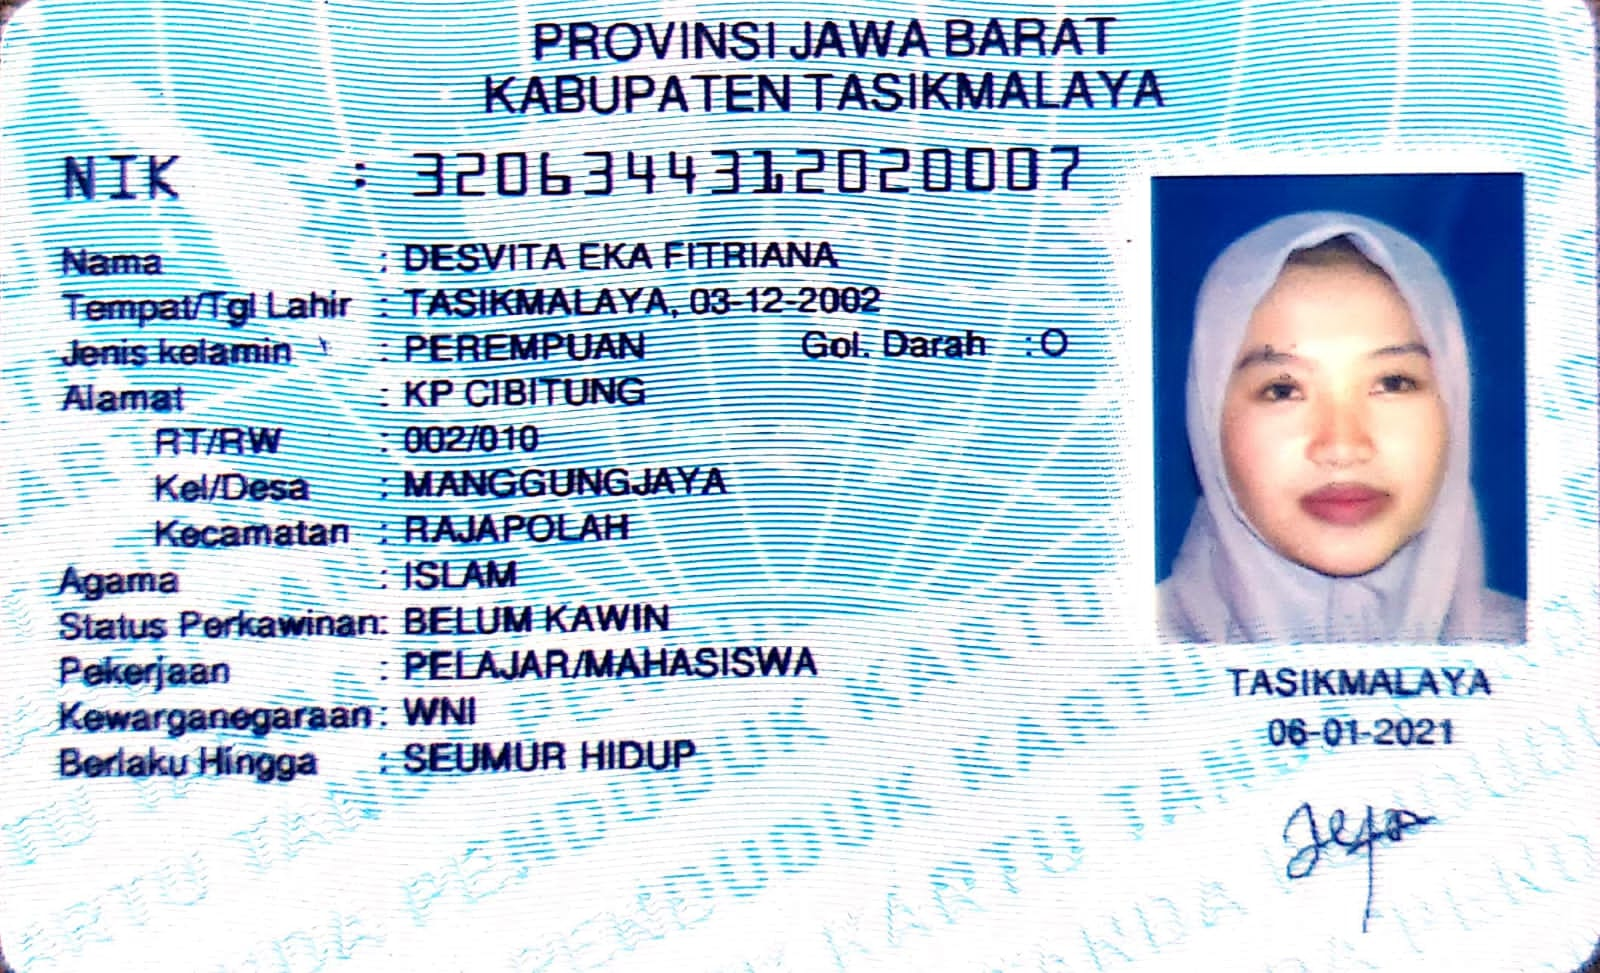 PROVINSI JAWA BARAT
KABUPATEN TASIKMALAYA
NIK : 3206344312020007
Nama : DESVITA EKA FITRIANA
Tempat/Tgl Lahir : TASIKMALAYA, 03-12-2002
Jenis kelamin : PEREMPUAN Gol. Darah : O
Alamat : KP CIBITUNG
RT/RW : 002/010
Kel/Desa : MANGGUNGJAYA
Kecamatan : RAJAPOLAH
Agama : ISLAM
Status Perkawinan: BELUM KAWIN
Pekerjaan : PELAJAR/MAHASISWA
Kewarganegaraan: WNI
Berlaku Hingga : SEUMUR HIDUP
TASIKMALAYA
06-01-2021